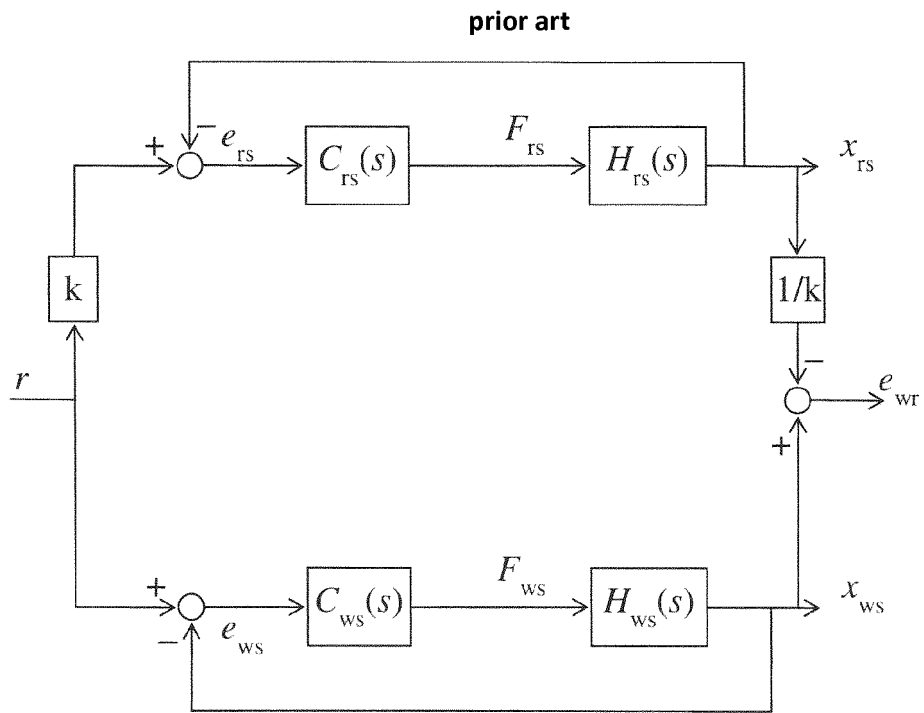 prior art
+ − e_rs C_rs(s) F_rs H_rs(s) x_rs
k 1/k
r − e_wr
+
+ − e_ws C_ws(s) F_ws H_ws(s) x_ws